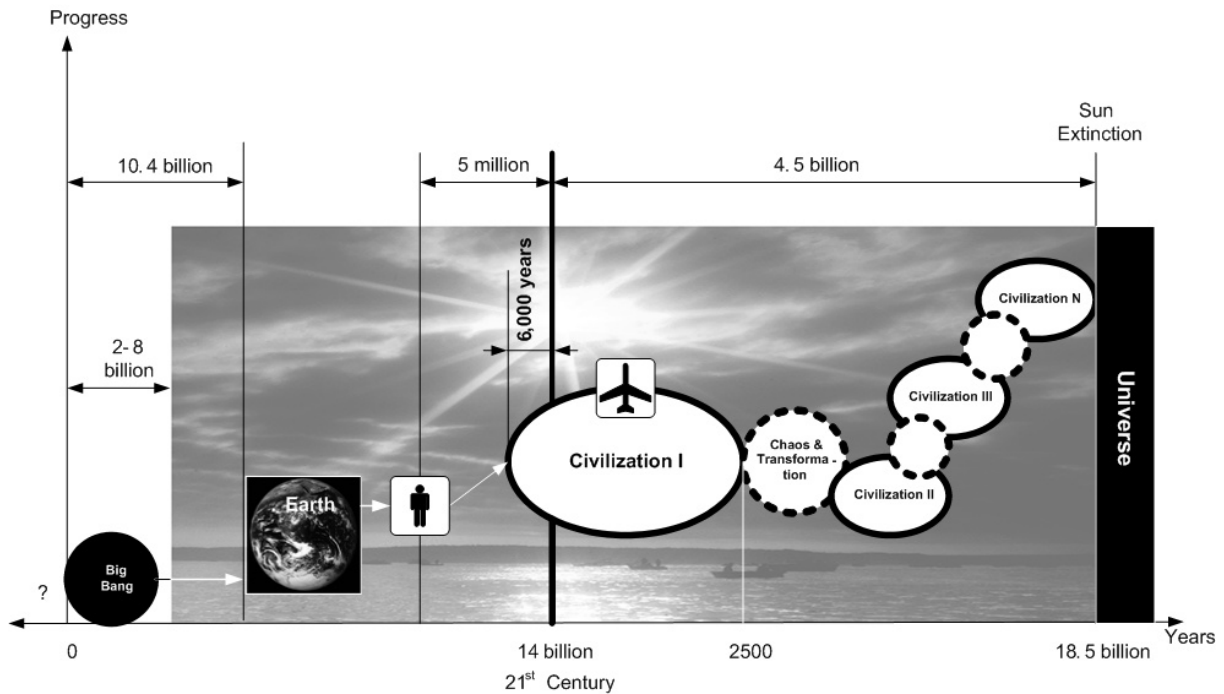 Progress
Sun
Extinction
10. 4 billion
5 million
4. 5 billion
6,000 years
2- 8
billion
Civilization N
Civilization III
Civilization I
Chaos &
Transforma -
tion
Civilization II
Universe
Earth
Big
Bang
?
Years
0
14 billion
2500
18. 5 billion
21st Century